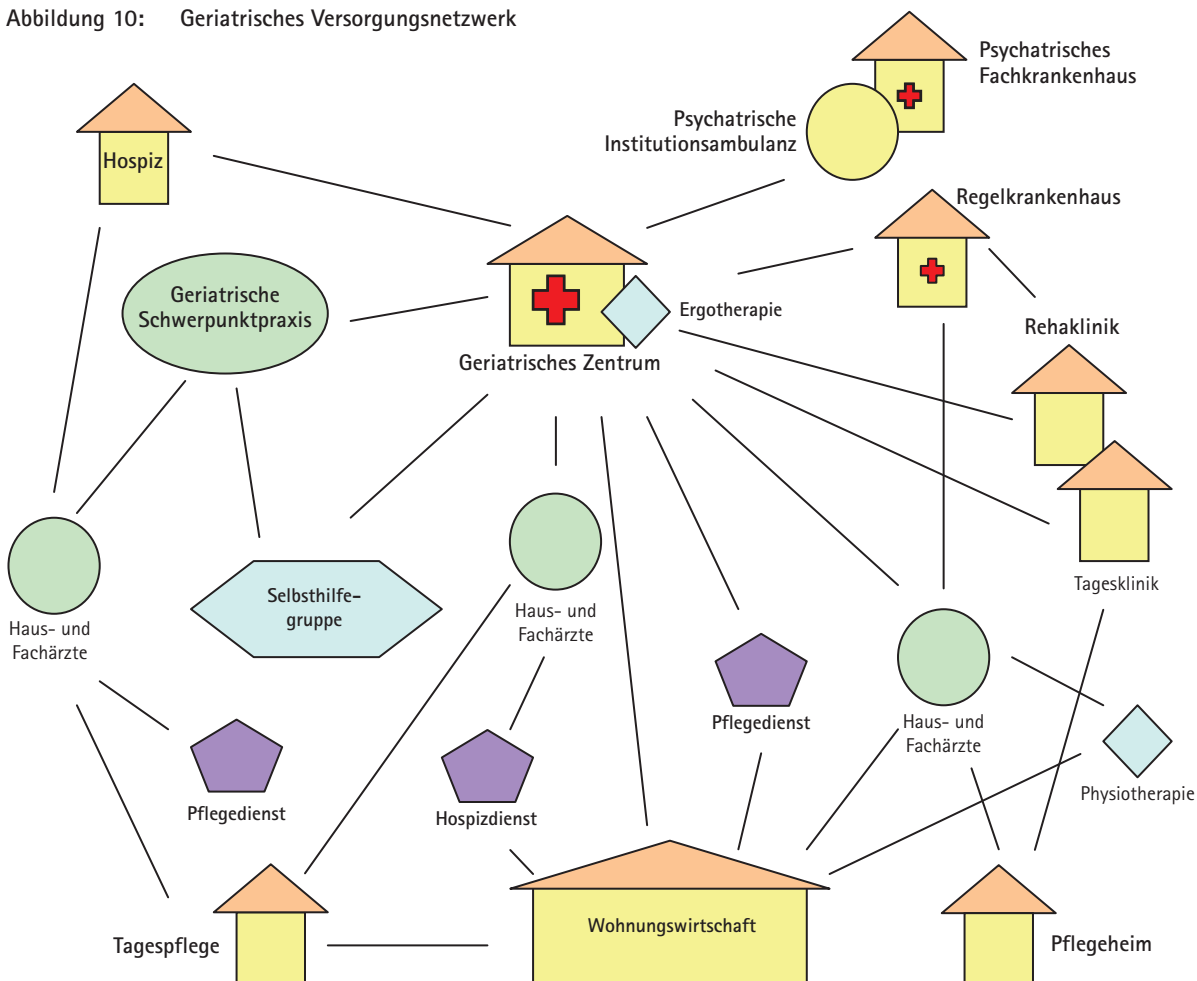 Abbildung 10: Geriatrisches Versorgungsnetzwerk
Psychatrisches
Fachkrankenhaus
Psychatrische
Institutionsambulanz
Hospiz
Regelkrankenhaus
Geriatrische
Schwerpunktpraxis
Ergotherapie
Rehaklinik
Geriatrisches Zentrum
Tagesklinik
Selbsthilfe-
gruppe
Haus- und
Fachärzte
Haus- und
Fachärzte
Haus- und
Fachärzte
Pflegedienst
Physiotherapie
Pflegedienst
Hospizdienst
Wohnungswirtschaft
Tagespflege
Pflegeheim